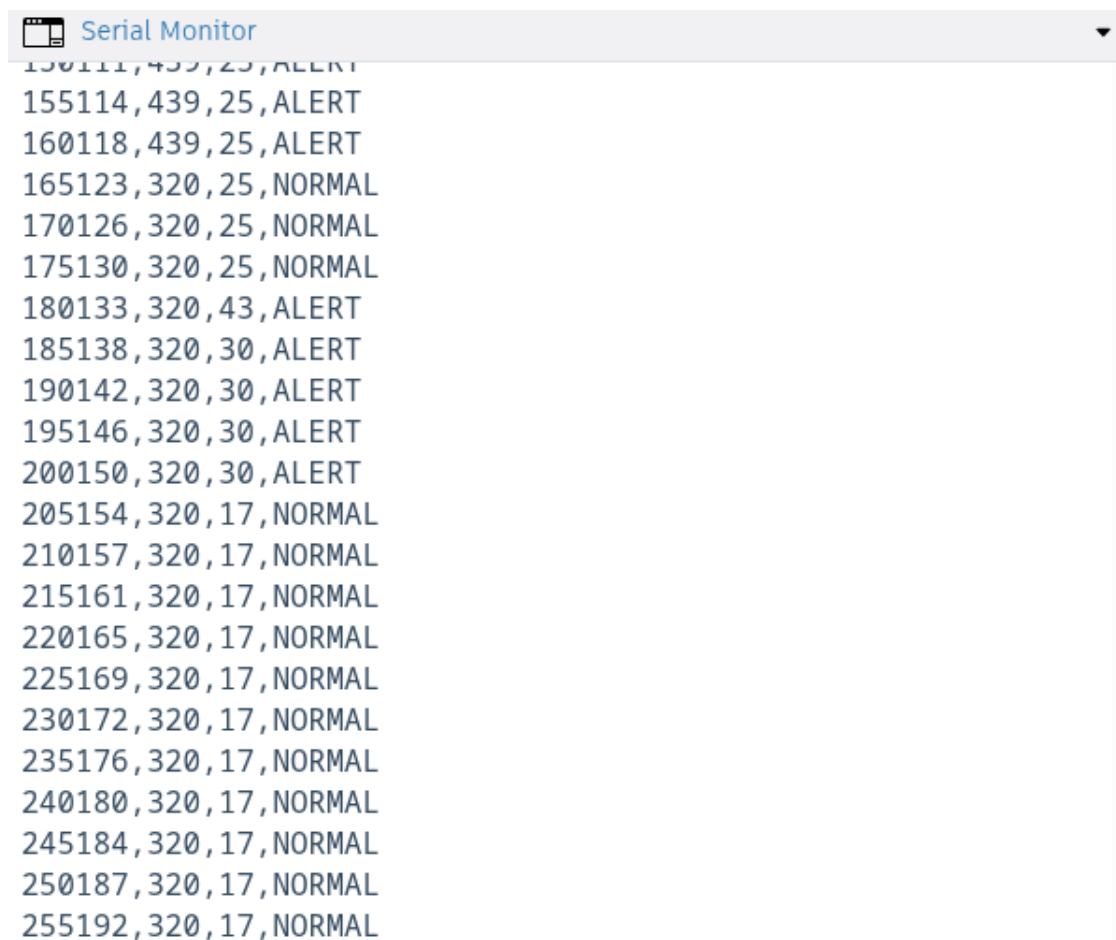 Serial Monitor
150111,439,25,ALERT
155114,439,25,ALERT
160118,439,25,ALERT
165123,320,25,NORMAL
170126,320,25,NORMAL
175130,320,25,NORMAL
180133,320,43,ALERT
185138,320,30,ALERT
190142,320,30,ALERT
195146,320,30,ALERT
200150,320,30,ALERT
205154,320,17,NORMAL
210157,320,17,NORMAL
215161,320,17,NORMAL
220165,320,17,NORMAL
225169,320,17,NORMAL
230172,320,17,NORMAL
235176,320,17,NORMAL
240180,320,17,NORMAL
245184,320,17,NORMAL
250187,320,17,NORMAL
255192,320,17,NORMAL